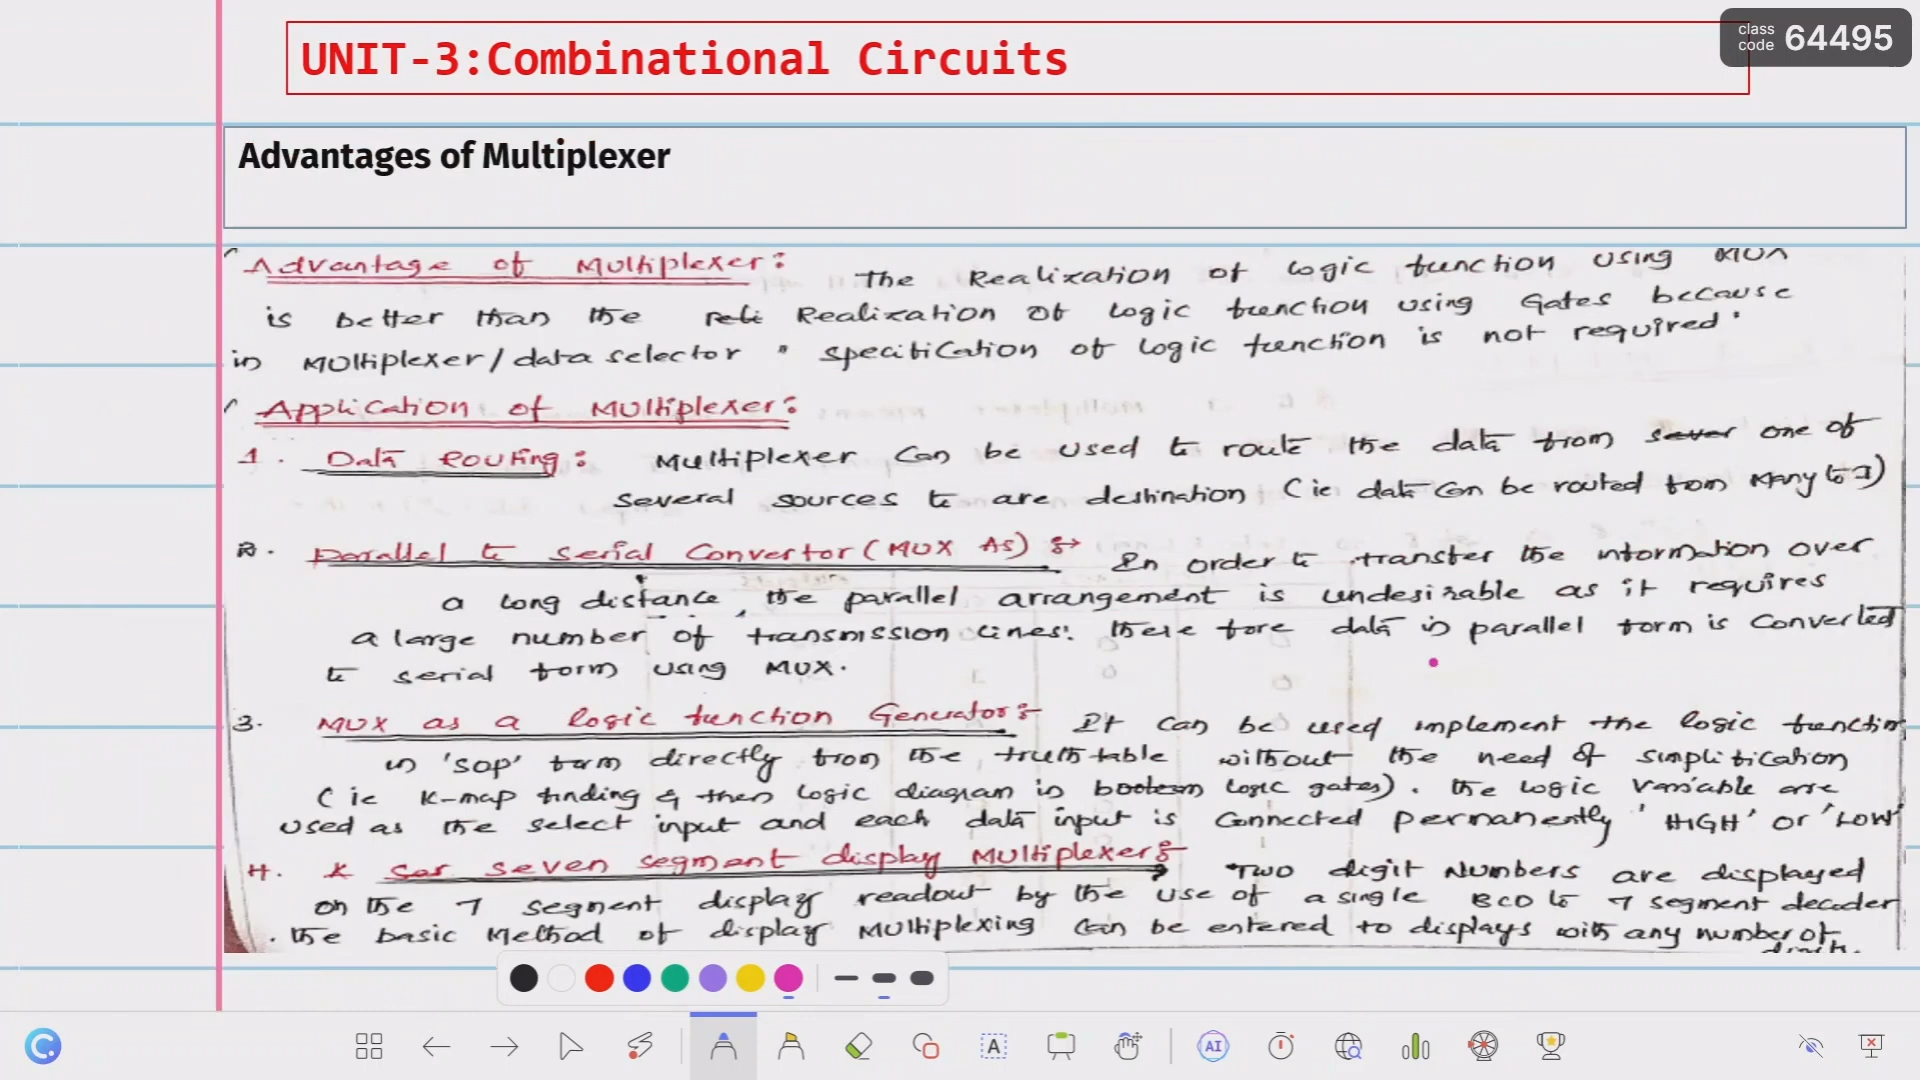 UNIT-3:Combinational Circuits
class code 64495
Advantages of Multiplexer
Advantage of Multiplexer: The Realization of logic function using MUX
is better than the Realization of logic function using Gates because
in Multiplexer/data selector " specification of logic function is not required"
Application of Multiplexer:
1. Data Routing: Multiplexer can be used to route the data from one of
several sources to are destination (ie data can be routed from Many to 1)
2. Parallel to serial Convertor (MUX As) :→ In order to transfer the information over
a long distance, the parallel arrangement is undesirable as it requires
a large number of transmission lines. there fore data in parallel form is Converted
to serial form using MUX.
3. MUX as a logic function Generator:- It can be used implement the logic function
in 'SOP' form directly from the truth table without the need of simplification
(ie K-map finding & then logic diagram in boolean logic gates). The logic variable are
used as the select input and each data input is Connected permanently 'HIGH' or 'LOW'
4. seven segment display Multiplexer:- Two digit Numbers are displayed
on the 7 segment display readout by the use of a single BCD to 7 segment decoder
. the basic Method of display Multiplexing can be entered to displays with any number of
A
AI